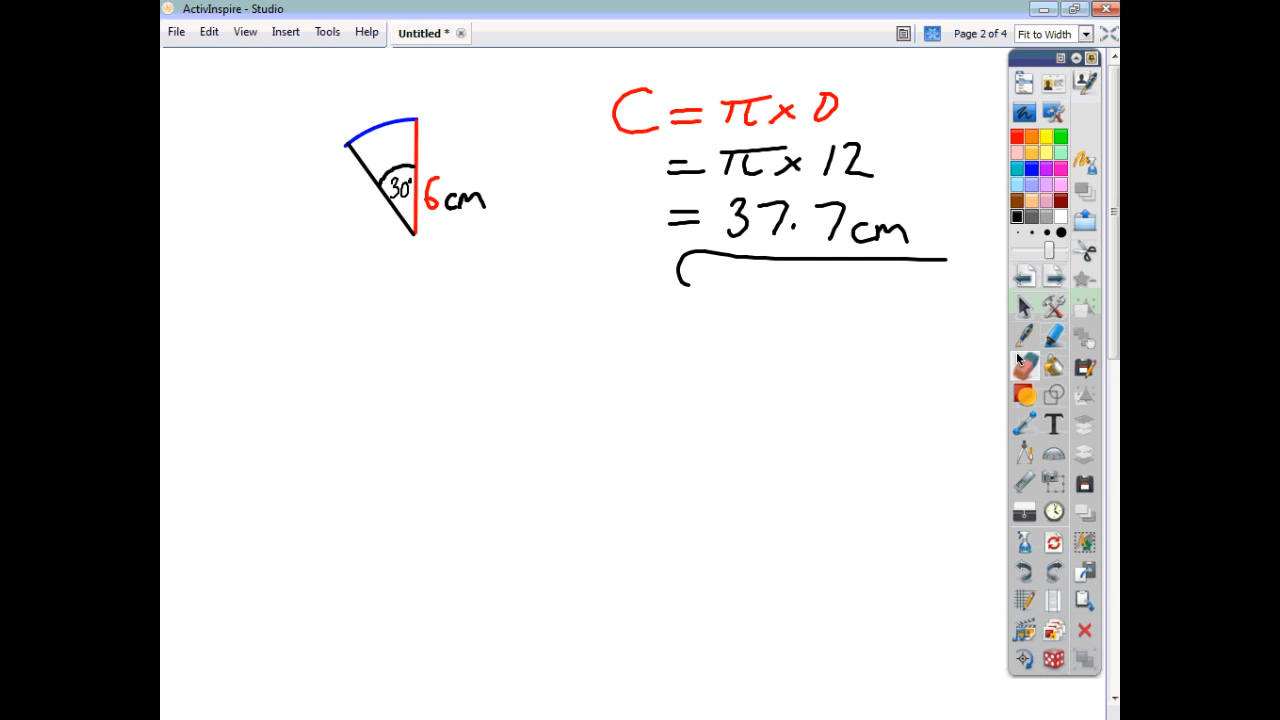 ActivInspire - Studio
File Edit View Insert Tools Help
Untitled *
Page 2 of 4
Fit to Width
C = π × D
= π × 12
= 37.7cm
30°
6cm